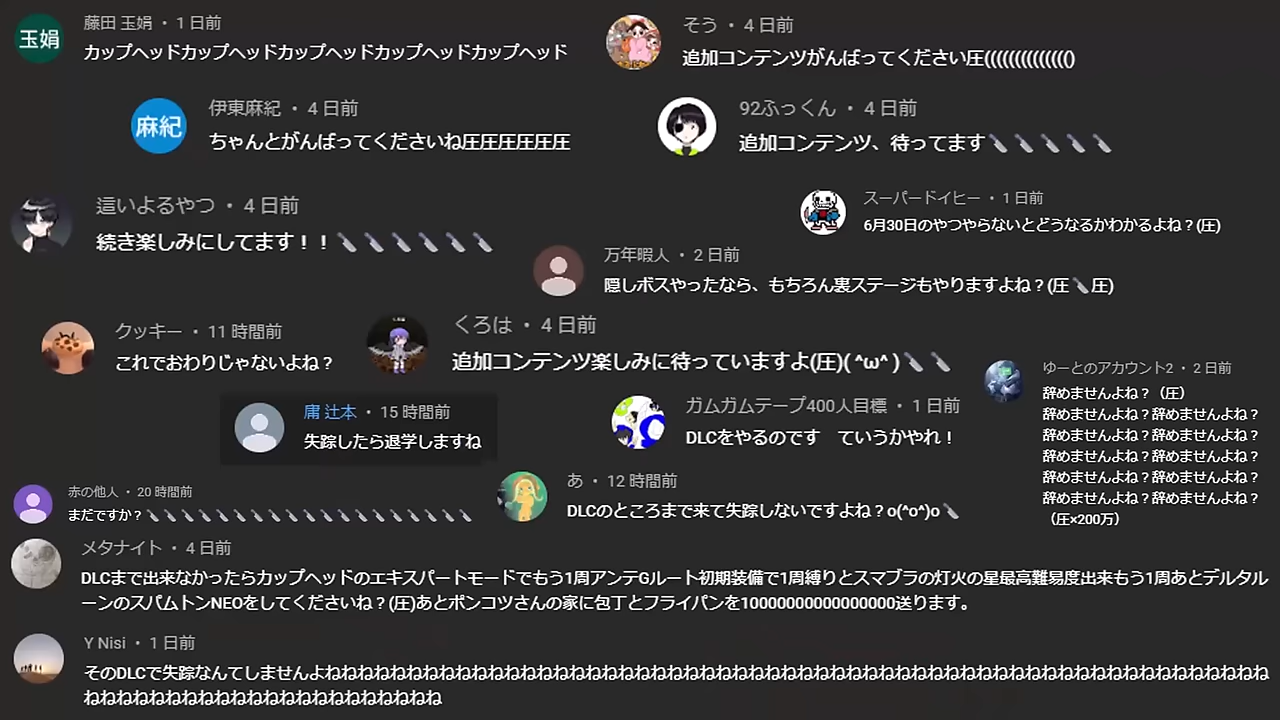 玉娟
藤田 玉娟 • 1 日前
カップヘッドカップヘッドカップヘッドカップヘッドカップヘッド
そう • 4 日前
追加コンテンツがんばってください圧((((((((((((((()
麻紀
伊東麻紀 • 4 日前
ちゃんとがんばってくださいね圧圧圧圧圧圧
92ふっくん • 4 日前
追加コンテンツ、待ってます🔪🔪🔪🔪🔪
這いよるやつ • 4 日前
続き楽しみにしてます！！🔪🔪🔪🔪🔪🔪
スーパードイヒー • 1 日前
6月30日のやつやらないとどうなるかわかるよね？(圧)
万年暇人 • 2 日前
隠しボスやったなら、もちろん裏ステージもやりますよね？(圧🔪圧)
クッキー • 11 時間前
これでおわりじゃないよね？
くろは • 4 日前
追加コンテンツ楽しみに待っていますよ(圧)( ^ω^ )🔪🔪
ゆーとのアカウント2 • 2 日前
辞めませんよね？（圧）
辞めませんよね？辞めませんよね？
辞めませんよね？辞めませんよね？
辞めませんよね？辞めませんよね？
辞めませんよね？辞めませんよね？
辞めませんよね？辞めませんよね？
（圧×200万）
庸 辻本 • 15 時間前
失踪したら退学しますね
ガムガムテープ400人目標 • 1 日前
DLCをやるのです　ていうかやれ！
赤の他人 • 20 時間前
まだですか？🔪🔪🔪🔪🔪🔪🔪🔪🔪🔪🔪🔪🔪🔪🔪🔪🔪🔪🔪
あ • 12 時間前
DLCのところまで来て失踪しないですよね？o(^o^)o🔪
メタナイト • 4 日前
DLCまで出来なかったらカップヘッドのエキスパートモードでもう1周アンテGルート初期装備で1周縛りとスマブラの灯火の星最高難易度出来もう1周あとデルタル
ーンのスパムトンNEOをしてくださいね？(圧)あとポンコツさんの家に包丁とフライパンを10000000000000000送ります。
Y Nisi • 1 日前
そのDLCで失踪なんてしませんよねねねねねねねねねねねねねねねねねねねねねねねねねねねねねねねねねねねねねねねねねねねねねねねねねねねねねねねねねね
ねねねねねねねねねねねねねねねねねねねねねね